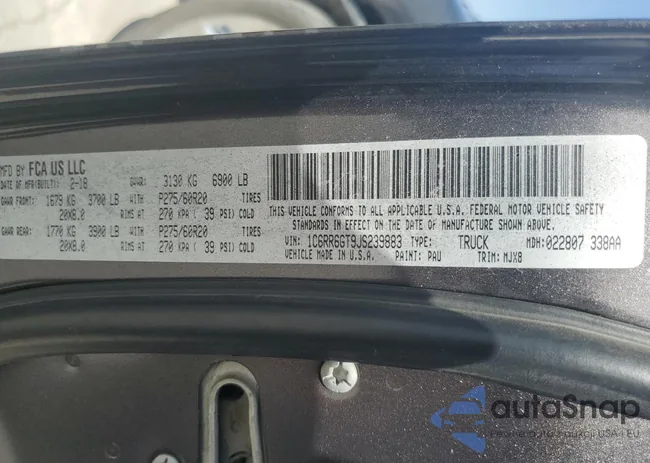 MFD BY FCA US LLC
DATE OF MFR(BUILT): 2-18 GVWR: 3130 KG 6900 LB
GAWR FRONT: 1679 KG 3700 LB WITH P275/60R20 TIRES
20X8.0 RIMS AT 270 KPA( 39 PSI) COLD
GAWR REAR: 1770 KG 3900 LB WITH P275/60R20 TIRES
20X8.0 RIMS AT 270 KPA( 39 PSI) COLD
THIS VEHICLE CONFORMS TO ALL APPLICABLE U.S.A. FEDERAL MOTOR VEHICLE SAFETY
STANDARDS IN EFFECT ON THE DATE OF MANUFACTURE SHOWN ABOVE.
VIN: 1C6RR6GT9JS233883 TYPE: TRUCK MDH: 022807 338AA
VEHICLE MADE IN U.S.A. PAINT: PAU TRIM: MJX8
autoSnap